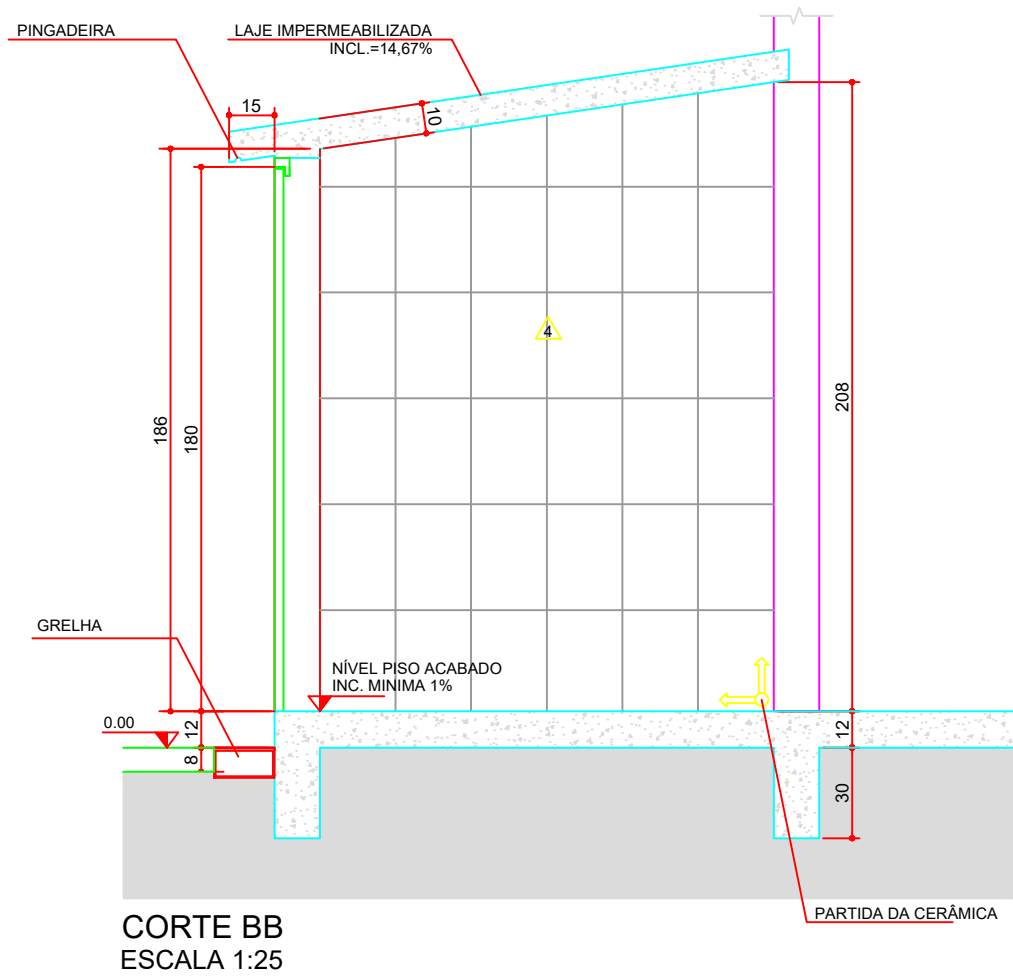 PINGADEIRA
LAJE IMPERMEABILIZADA
INCL.=14,67%
15
10
4
186
180
208
GRELHA
NÍVEL PISO ACABADO
INC. MINIMA 1%
0.00
12
8
12
30
PARTIDA DA CERÂMICA
CORTE BB
ESCALA 1:25